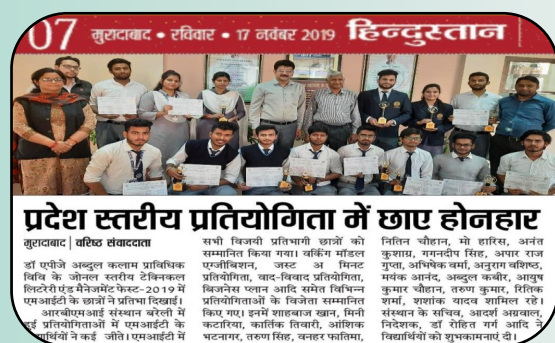 07 मुरादाबाद • रविवार • 17 नवंबर 2019 हिन्दुस्तान
प्रदेश स्तरीय प्रतियोगिता में छाए होनहार
मुरादाबाद | वरिष्ठ संवाददाता
डॉ एपीजे अब्दुल कलाम प्राविधिक
विवि के जोनल स्तरीय टेक्निकल
लिटरेरी एंड मैनेजमेंट फेस्ट-2019 में
एमआईटी के छात्रों ने प्रतिभा दिखाई।
आरबीएमआई संस्थान बरेली में
हुई प्रतियोगिताओं में एमआईटी के
विद्यार्थियों ने कई जीते। एमआईटी में
सभी विजयी प्रतिभागी छात्रों को
सम्मानित किया गया। वर्किंग मॉडल
एग्जीबिशन, जस्ट अ मिनट
प्रतियोगिता, वाद-विवाद प्रतियोगिता,
बिजनेस प्लान आदि समेत विभिन्न
प्रतियोगिताओं के विजेता सम्मानित
किए गए। इनमें शाहबाज खान, मिनी
कटारिया, कार्तिक तिवारी, आंशिक
भटनागर, तरुण सिंह, वनहर फातिमा,
नितिन चौहान, मो हारिस, अनंत
कुशाग्र, गगनदीप सिंह, अपार राज
गुप्ता, अभिषेक वर्मा, अनुराग वशिष्ठ,
मयंक आनंद, अब्दुल कबीर, आयुष
कुमार चौहान, तरुण कुमार, रितिक
शर्मा, शशांक यादव शामिल रहे।
संस्थान के सचिव, आदर्श अग्रवाल,
निदेशक, डॉ रोहित गर्ग आदि ने
विद्यार्थियों को शुभकामनाएं दी।